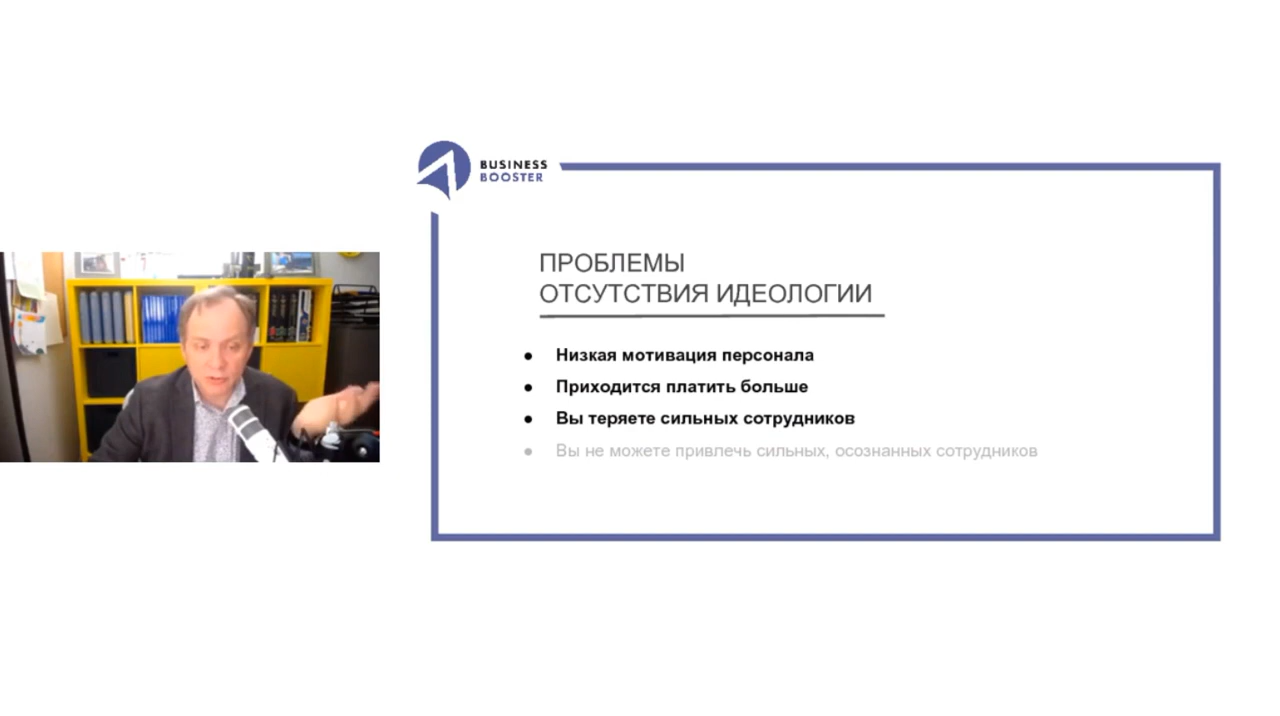 BUSINESS
BOOSTER
ПРОБЛЕМЫ
ОТСУТСТВИЯ ИДЕОЛОГИИ
Низкая мотивация персонала
Приходится платить больше
Вы теряете сильных сотрудников
Вы не можете привлечь сильных, осознанных сотрудников